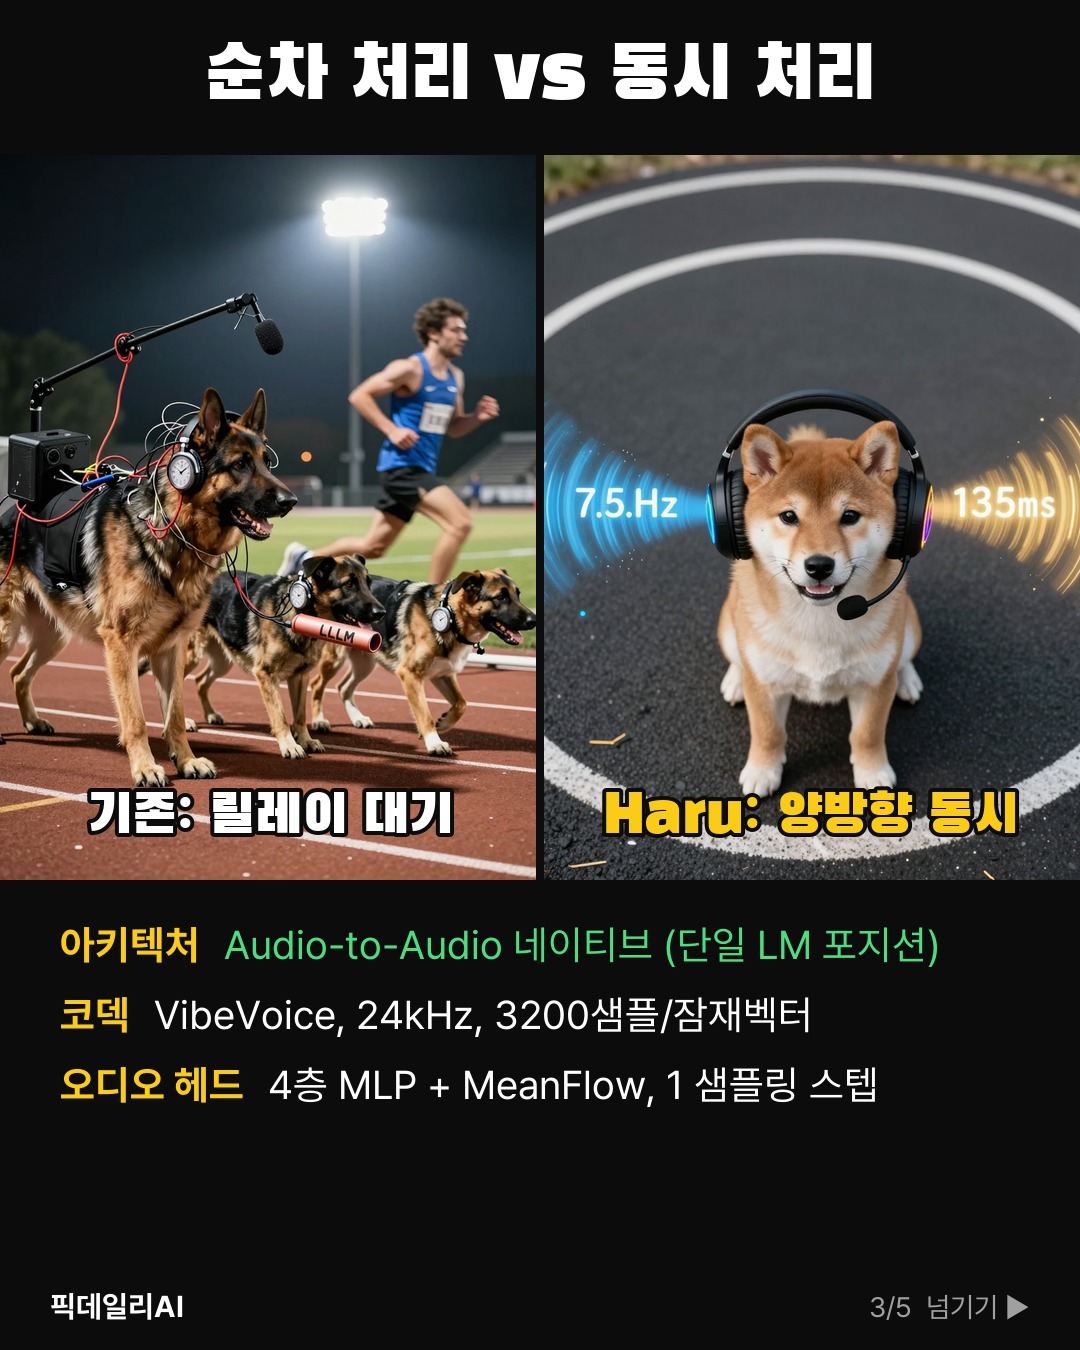 순차 처리 vs 동시 처리
LLLM
7.5.Hz
135ms
기존: 릴레이 대기
Haru: 양방향 동시
아키텍처 Audio-to-Audio 네이티브 (단일 LM 포지션)
코덱 VibeVoice, 24kHz, 3200샘플/잠재벡터
오디오 헤드 4층 MLP + MeanFlow, 1 샘플링 스텝
픽데일리AI
3/5 넘기기 ▶